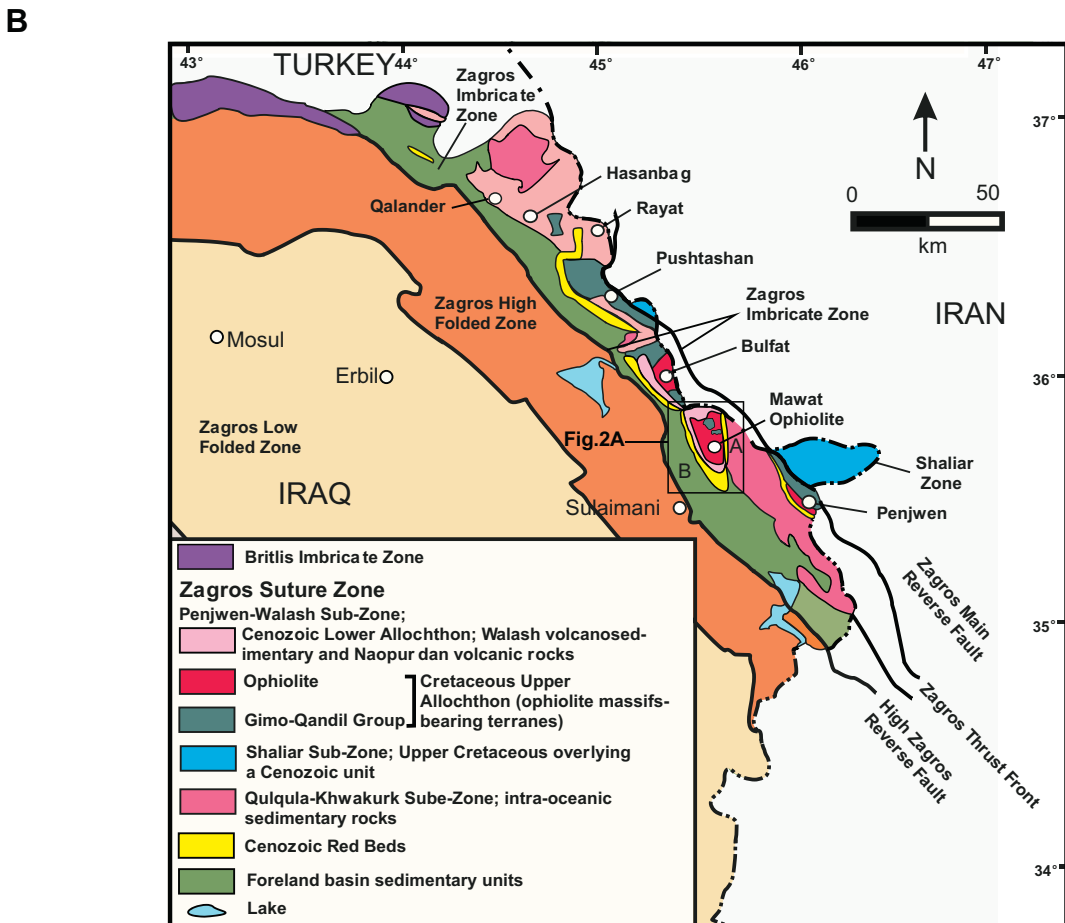 B
43°
TURKEY
44°
45°
46°
47°
Zagros
Imbricate
Zone
37°
N
0
50
km
Hasanbag
Qalander
Rayat
Pushtashan
Zagros
Imbricate Zone
IRAN
Zagros High
Folded Zone
Mosul
Bulfat
Erbil
36°
Mawat
Ophiolite
Zagros Low
Folded Zone
Fig.2A
A
B
Shaliar
Zone
IRAQ
Sulaimani
Penjwen
Zagros Main
Reverse Fault
Zagros Thrust Front
High Zagros
Reverse Fault
35°
34°
Britlis Imbricate Zone
Zagros Suture Zone
Penjwen-Walash Sub-Zone;
Cenozoic Lower Allochthon; Walash volcanosed-
imentary and Naopur dan volcanic rocks
Ophiolite
Gimo-Qandil Group
Cretaceous Upper
Allochthon (ophiolite massifs-
bearing terranes)
Shaliar Sub-Zone; Upper Cretaceous overlying
a Cenozoic unit
Qulqula-Khwakurk Sube-Zone; intra-oceanic
sedimentary rocks
Cenozoic Red Beds
Foreland basin sedimentary units
Lake